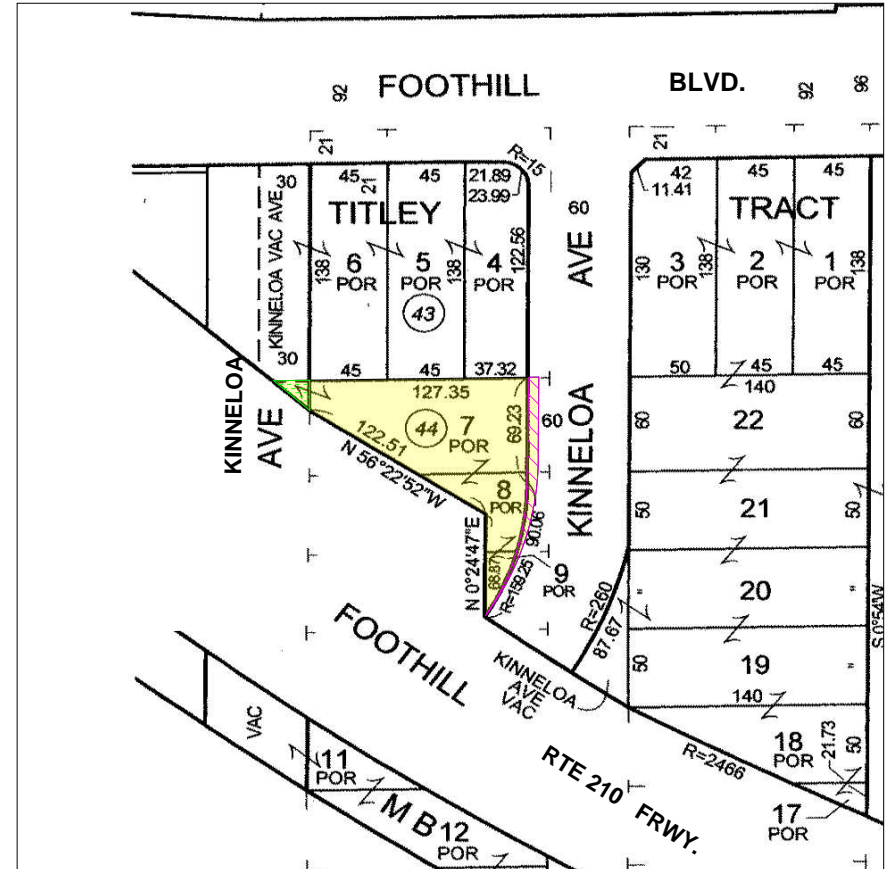 FOOTHILL BLVD.
92
92
96
21
21
R=15
30
45
21
45
21.89
23.99
42
11.41
45
45
KINNELOA VAC AVE
TITLEY
60
TRACT
138
6
POR
5
POR
138
4
POR
122.56
AVE
130
3
POR
138
2
POR
1
POR
138
43
30
45
45
37.32
50
45
45
127.35
140
KINNELOA
AVE
122.51
44
7
POR
69.23
60
KINNELOA
60
22
60
N 56°22'52"W
8
POR
50
21
50
N 0°24'47"E
68.87
90.06
R=159.25
9
POR
20
"
"
R=260
87.67
50
19
"
S 0°54'W
FOOTHILL
KINNELOA
AVE
VAC
140
VAC
R=2466
18
POR
21.73
50
11
POR
RTE 210 FRWY.
17
POR
M B
12
POR